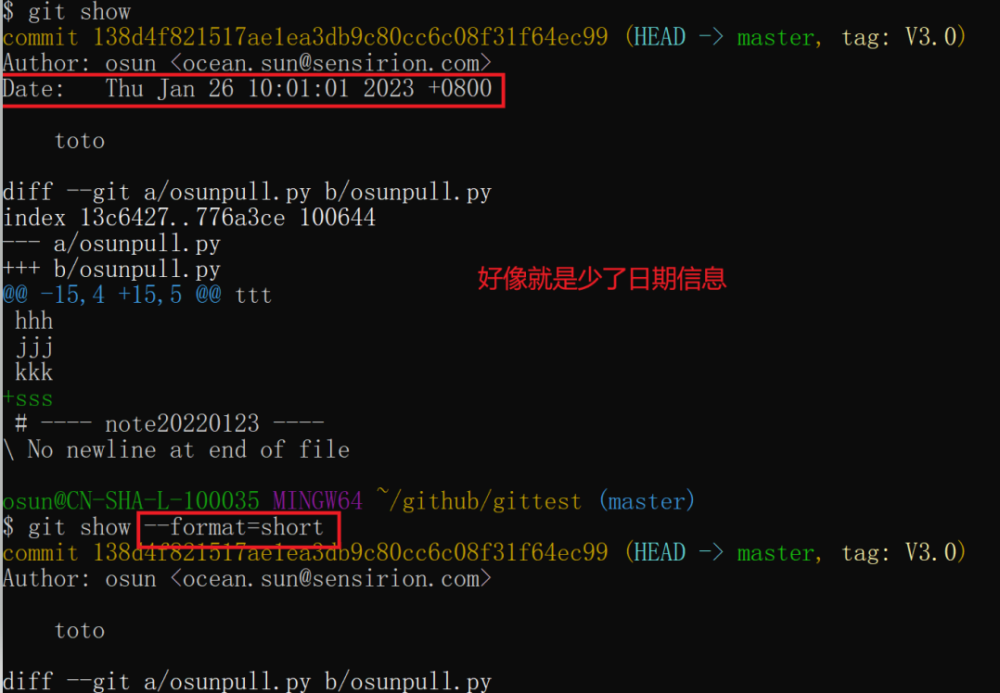 $ git show
commit 138d4f821517ae1ea3db9c80cc6c08f31f64ec99 (HEAD -> master, tag: V3.0)
Author: osun <ocean.sun@sensirion.com>
Date:   Thu Jan 26 10:01:01 2023 +0800
    toto
diff --git a/osunpull.py b/osunpull.py
index 13c6427..776a3ce 100644
--- a/osunpull.py
+++ b/osunpull.py
好像就是少了日期信息
@@ -15,4 +15,5 @@ ttt
 hhh
 jjj
 kkk
+sss
 # ---- note20220123 ----
\ No newline at end of file
osun@CN-SHA-L-100035 MINGW64 ~/github/gittest (master)
$ git show --format=short
commit 138d4f821517ae1ea3db9c80cc6c08f31f64ec99 (HEAD -> master, tag: V3.0)
Author: osun <ocean.sun@sensirion.com>
    toto
diff --git a/osunpull.py b/osunpull.py